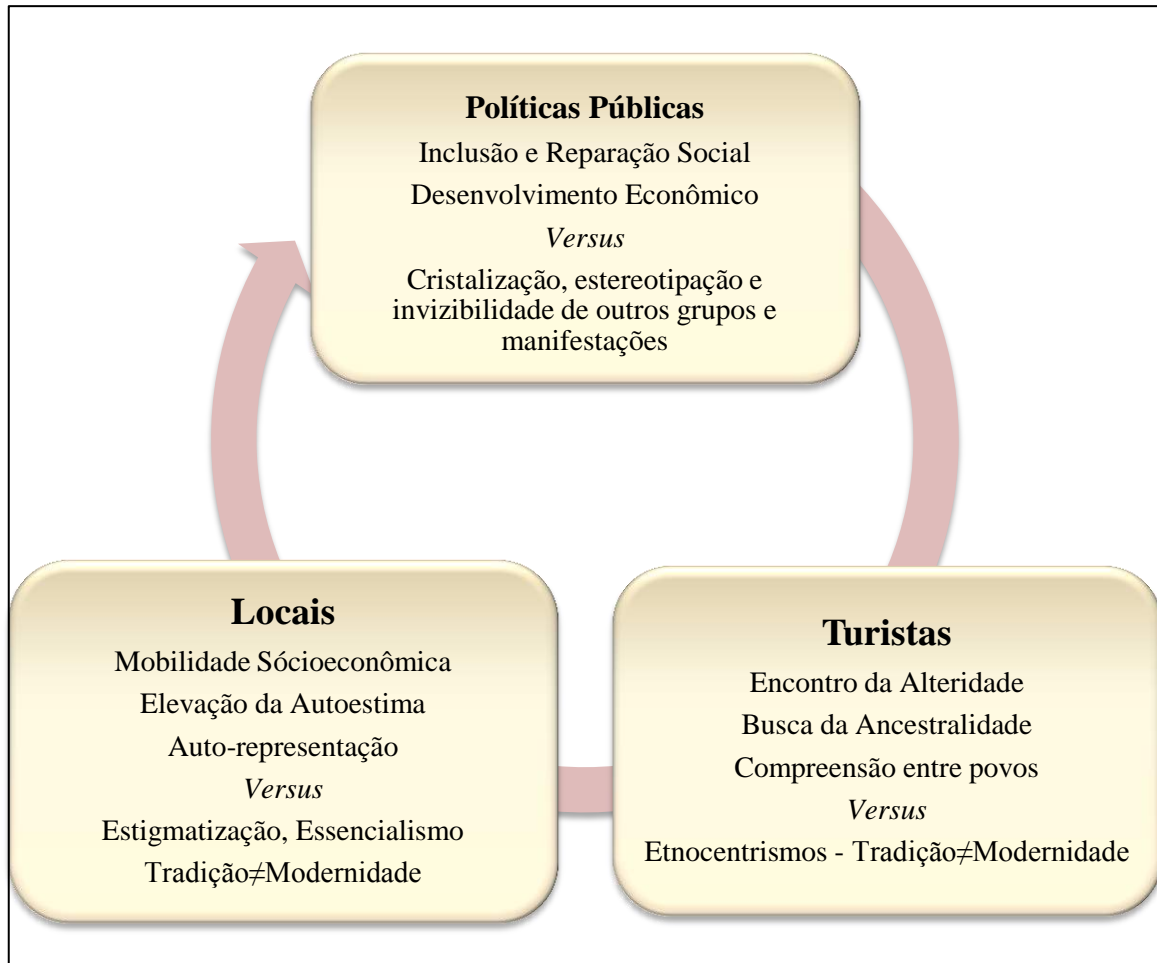 Políticas Públicas
Inclusão e Reparação Social
Desenvolvimento Econômico
Versus
Cristalização, estereotipação e
invizibilidade de outros grupos e
manifestações
Locais
Mobilidade Sócioeconômica
Elevação da Autoestima
Auto-representação
Versus
Estigmatização, Essencialismo
Tradição≠Modernidade
Turistas
Encontro da Alteridade
Busca da Ancestralidade
Compreensão entre povos
Versus
Etnocentrismos - Tradição≠Modernidade